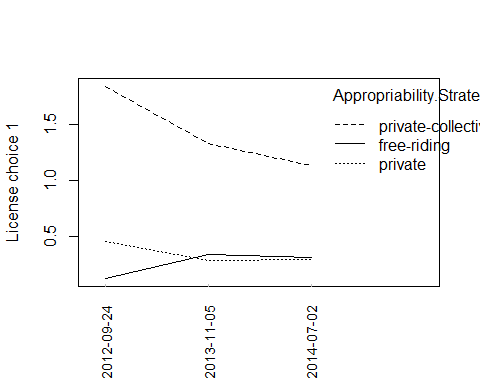 Appropriability.Strate
private-collectiv
free-riding
private
License choice 1
1.5
1.0
0.5
2012-09-24
2013-11-05
2014-07-02